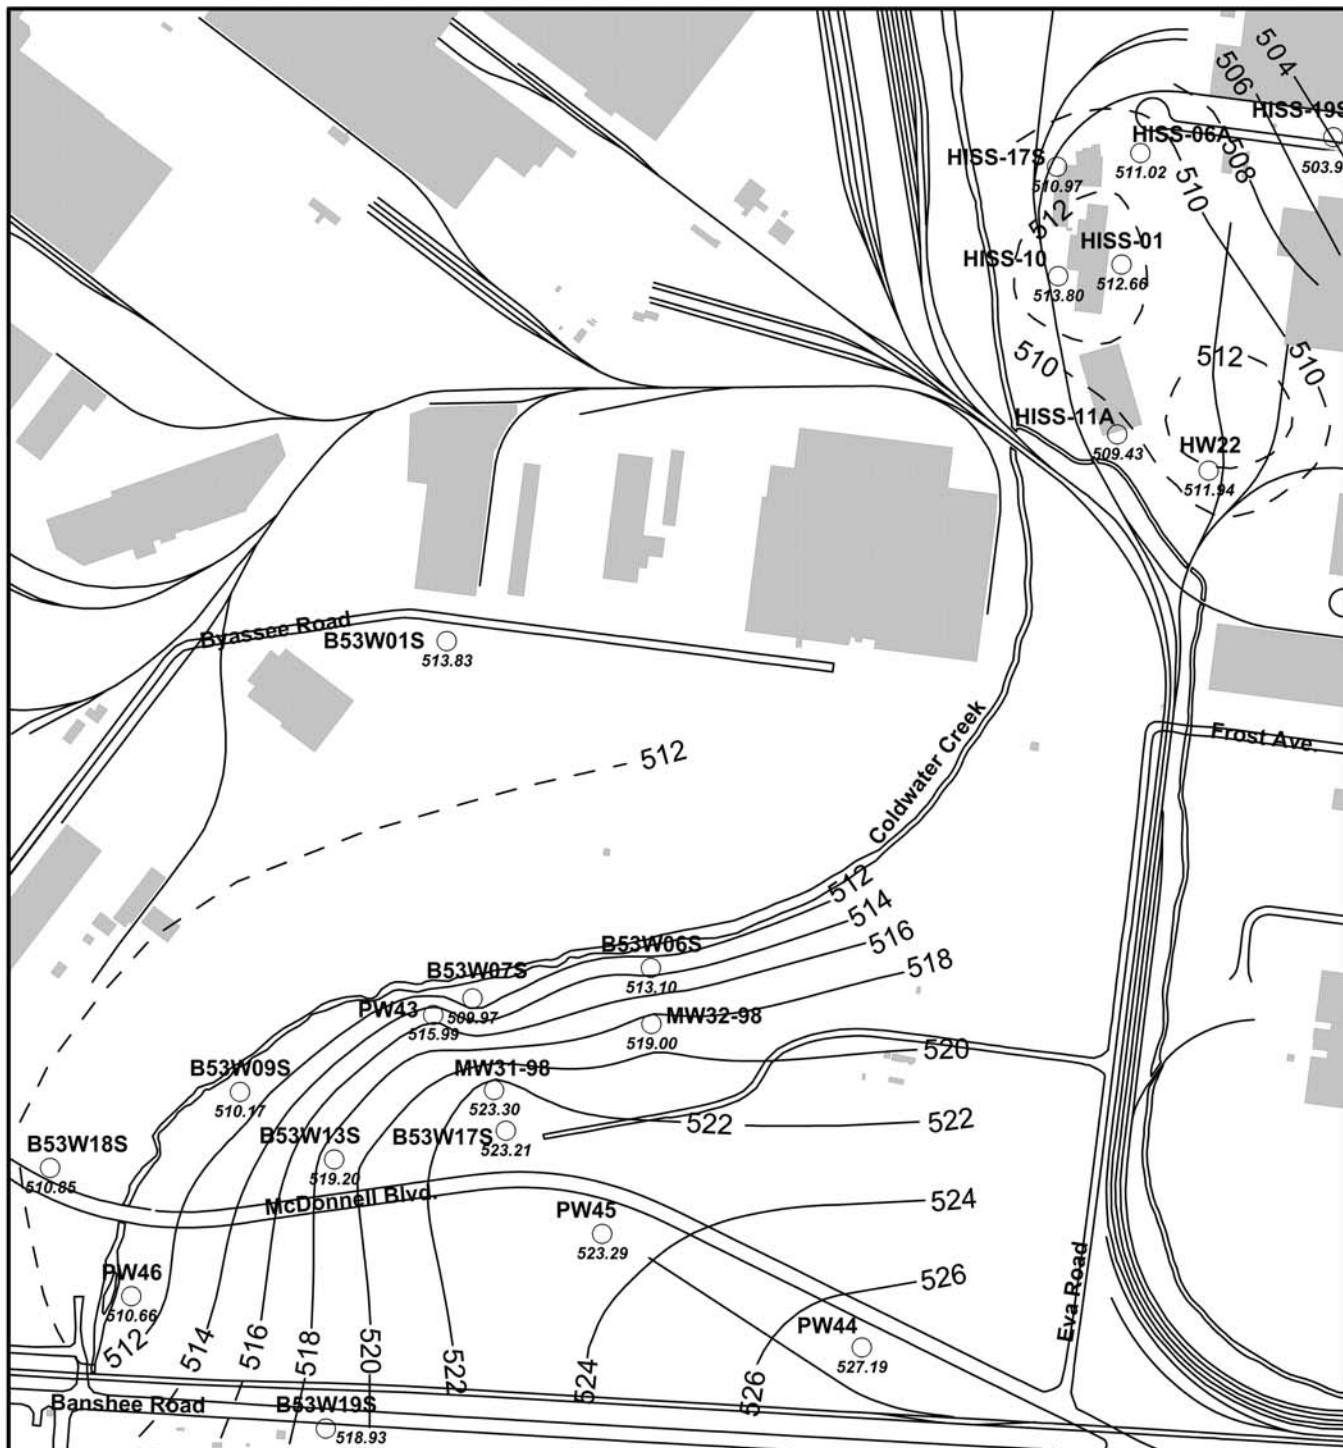 504
506
HISS-19S
HISS-06A
511.02
503.9
HISS-17S
510.97
508
510
512
HISS-01
512.66
HISS-10
513.80
510
512
510
HISS-11A
509.43
HW22
511.94
Byassee Road
B53W01S
513.83
Frost Ave.
512
Coldwater Creek
512
514
516
518
B53W06S
513.10
B53W07S
509.97
PW43
515.99
MW32-98
519.00
520
B53W09S
510.17
MW31-98
523.30
B53W17S
523.21
522
522
B53W13S
519.20
B53W18S
510.85
McDonnell Blvd.
524
PW45
523.29
526
Eva Road
PW46
510.66
PW44
527.19
512
514
516
518
520
522
524
526
Banshee Road
B53W19S
518.93